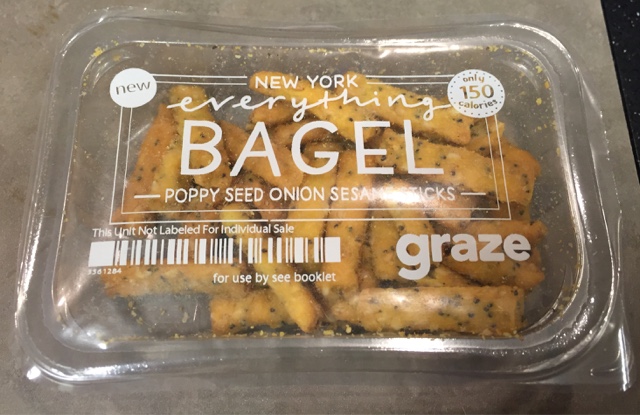 new
NEW YORK
everything
BAGEL
POPPY SEED ONION SESAME STICKS
only
150
calories
This Unit Not Labeled For Individual Sale
9361284
for use by see booklet
graze